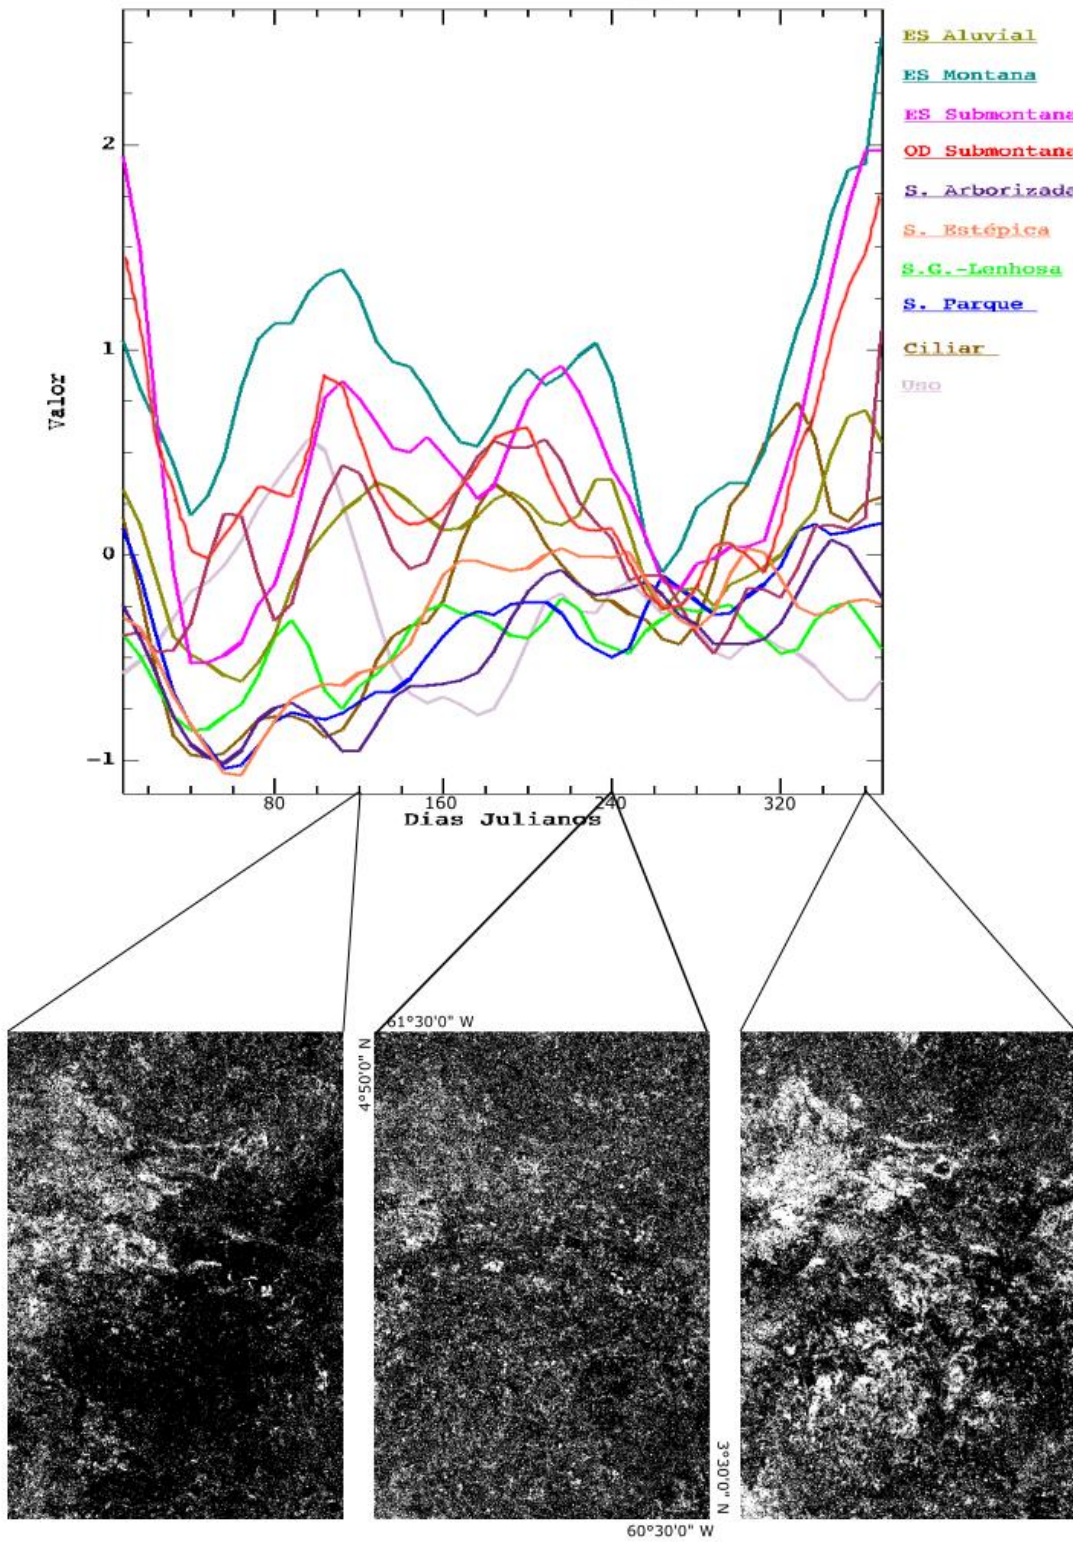 ES Aluvial
ES Montana
2
ES Submontana
OD Submontana
S. Arborizada
S. Estépica
S.G.-Lenhosa
S. Parque
1
Ciliar
Valor
Uso
0
-1
80
160
240
320
Dias Julianos
61°30'0" W
4°50'0" N
3°30'0" N
60°30'0" W